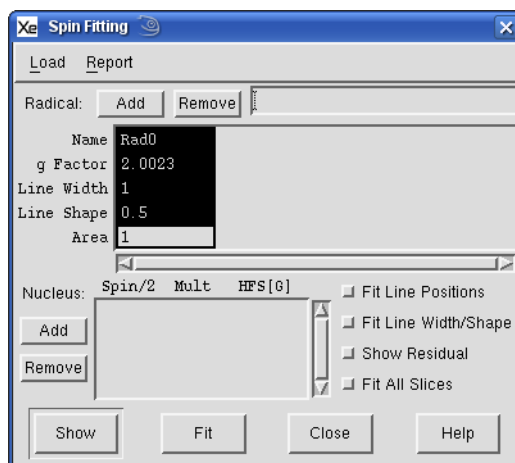 Xe Spin Fitting
Load Report
Radical: Add Remove
Name Rad0
g Factor 2.0023
Line Width 1
Line Shape 0.5
Area 1
Nucleus: Spin/2 Mult HFS[G]
Add
Remove
Fit Line Positions
Fit Line Width/Shape
Show Residual
Fit All Slices
Show Fit Close Help